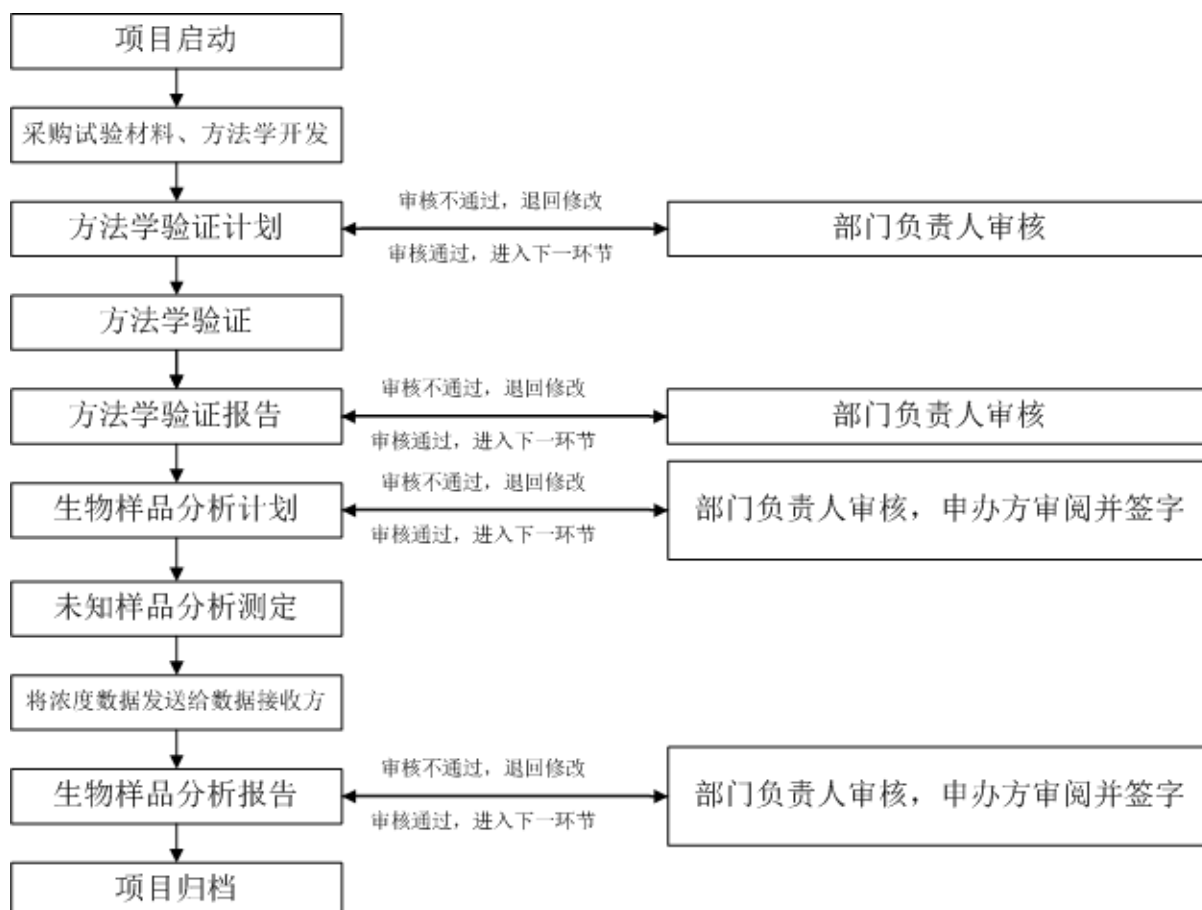 项目启动
采购试验材料、方法学开发
审核不通过，退回修改
方法学验证计划
部门负责人审核
审核通过，进入下一环节
方法学验证
审核不通过，退回修改
方法学验证报告
部门负责人审核
审核通过，进入下一环节
审核不通过，退回修改
生物样品分析计划
部门负责人审核，申办方审阅并签字
审核通过，进入下一环节
未知样品分析测定
将浓度数据发送给数据接收方
审核不通过，退回修改
生物样品分析报告
部门负责人审核，申办方审阅并签字
审核通过，进入下一环节
项目归档